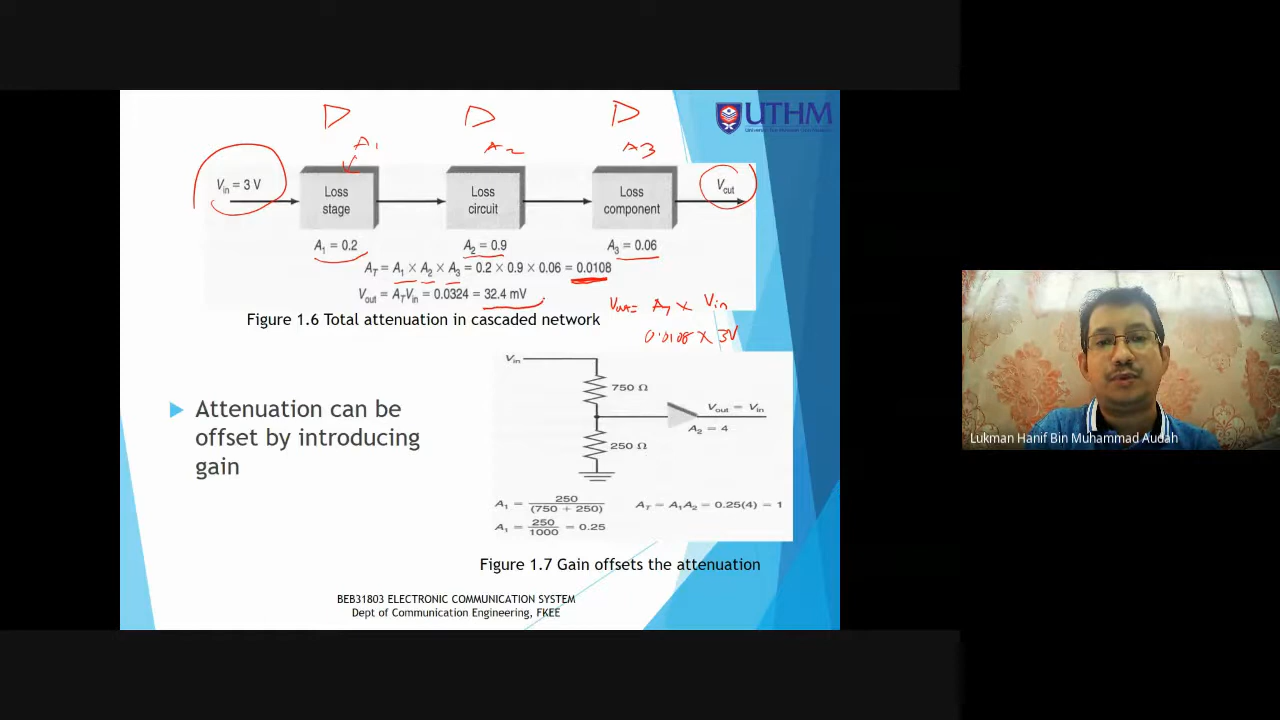 UTHM
A1
A2
A3
Vin = 3 V
Loss
stage
Loss
circuit
Loss
component
Vout
A1 = 0.2
A2 = 0.9
A3 = 0.06
AT = A1 × A2 × A3 = 0.2 × 0.9 × 0.06 = 0.0108
Vout = ATVin = 0.0324 = 32.4 mV
Vout = AT × Vin
0.0108 × 3V
Figure 1.6 Total attenuation in cascaded network
Attenuation can be
offset by introducing
gain
Vin
750 Ω
Vout = Vin
A2 = 4
250 Ω
A1 = 250 / (750 + 250)
AT = A1A2 = 0.25(4) = 1
A1 = 250 / 1000 = 0.25
Figure 1.7 Gain offsets the attenuation
BEB31803 ELECTRONIC COMMUNICATION SYSTEM
Dept of Communication Engineering, FKEE
Lukman Hanif Bin Muhammad Audah